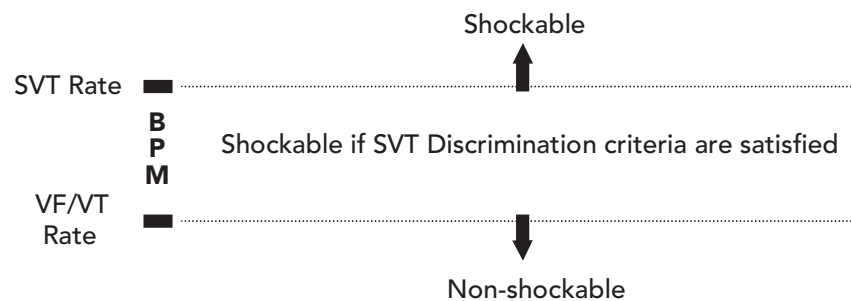 Shockable
SVT Rate
B
P
M
Shockable if SVT Discrimination criteria are satisfied
VF/VT
Rate
Non-shockable